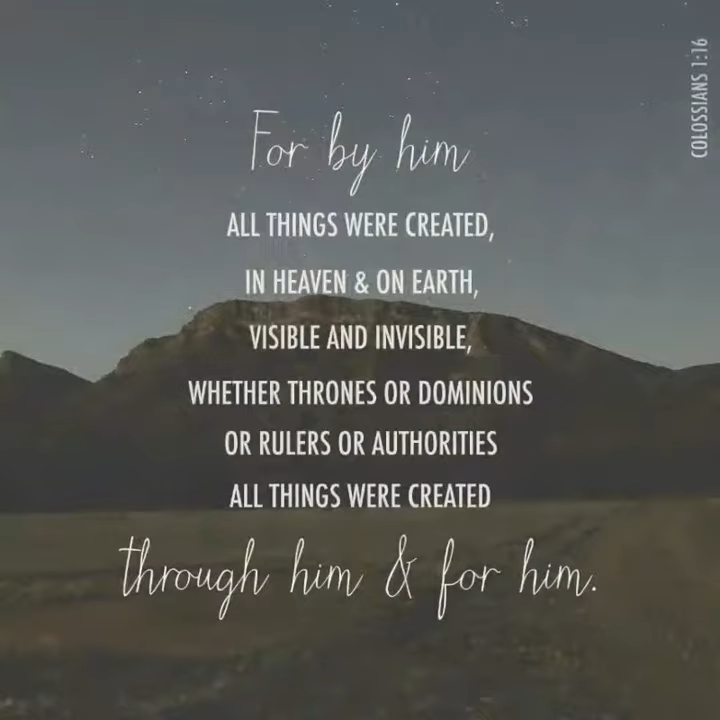 COLOSSIANS 1:16
For by him
ALL THINGS WERE CREATED,
IN HEAVEN & ON EARTH,
VISIBLE AND INVISIBLE,
WHETHER THRONES OR DOMINIONS
OR RULERS OR AUTHORITIES
ALL THINGS WERE CREATED
through him & for him.